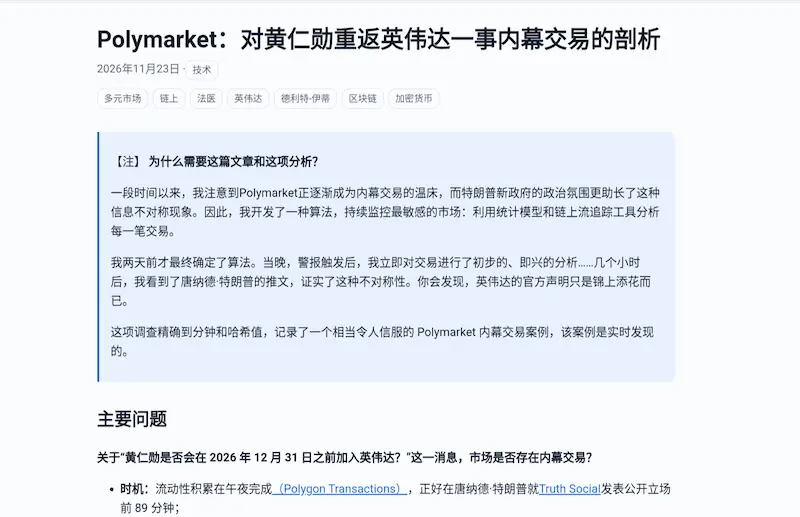 Polymarket：对黄仁勋重返英伟达一事内幕交易的剖析
2026年11月23日 · 技术
多元市场 链上 法医 英伟达 德利特-伊蒂 区块链 加密货币
【注】 为什么需要这篇文章和这项分析？
一段时间以来，我注意到Polymarket正逐渐成为内幕交易的温床，而特朗普新政府的政治氛围更助长了这种
信息不对称现象。因此，我开发了一种算法，持续监控最敏感的市场：利用统计模型和链上流追踪工具分析
每一笔交易。
我两天前才最终确定了算法。当晚，警报触发后，我立即对交易进行了初步的、即兴的分析……几个小时
后，我看到了唐纳德·特朗普的推文，证实了这种不对称性。你会发现，英伟达的官方声明只是锦上添花而
已。
这项调查精确到分钟和哈希值，记录了一个相当令人信服的 Polymarket 内幕交易案例，该案例是实时发现
的。
主要问题
关于“黄仁勋是否会在 2026 年 12 月 31 日之前加入英伟达？”这一消息，市场是否存在内幕交易？
• 时机：流动性积累在午夜完成（Polygon Transactions），正好在唐纳德·特朗普就Truth Social发表公开立场
前 89 分钟；